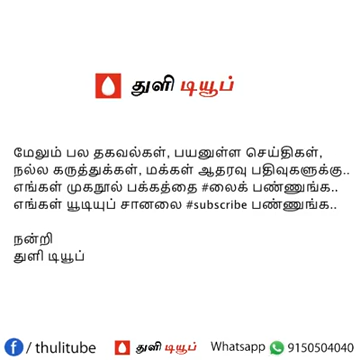 துளி டியூப்
மேலும் பல தகவல்கள், பயனுள்ள செய்திகள்,
நல்ல கருத்துக்கள், மக்கள் ஆதரவு பதிவுகளுக்கு..
எங்கள் முகநூல் பக்கத்தை #லைக் பண்ணுங்க..
எங்கள் யூடியுப் சானலை #subscribe பண்ணுங்க..
நன்றி
துளி டியூப்
f / thulitube துளி டியூப் Whatsapp 9150504040